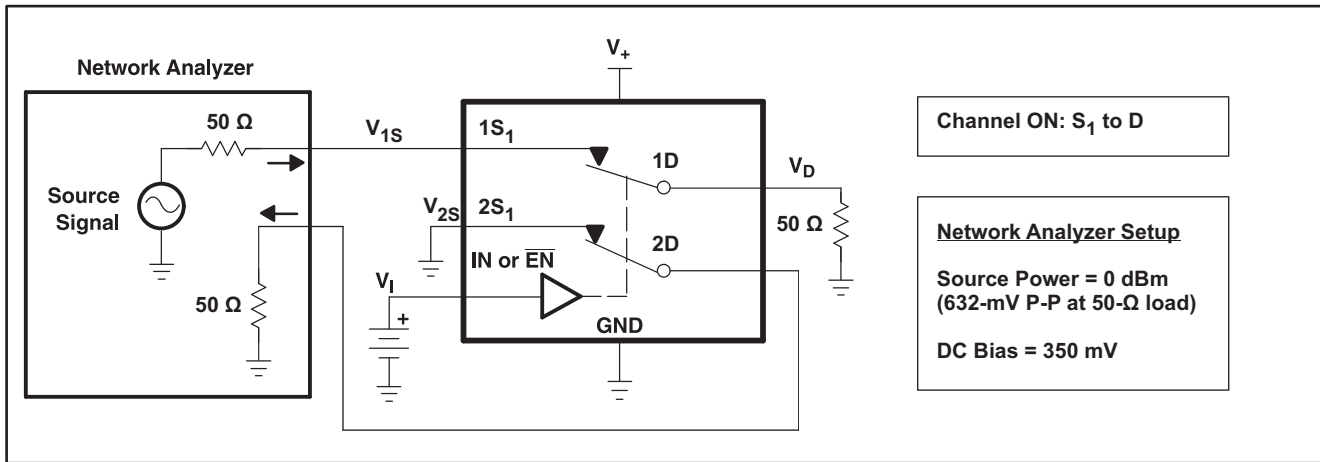 Network Analyzer
50 Ω
Source
Signal
50 Ω
V1S
V2S
VI
+
V+
1S1
2S1
IN or E̅N̅
1D
2D
GND
VD
50 Ω
Channel ON: S1 to D
Network Analyzer Setup
Source Power = 0 dBm
(632-mV P-P at 50-Ω load)
DC Bias = 350 mV